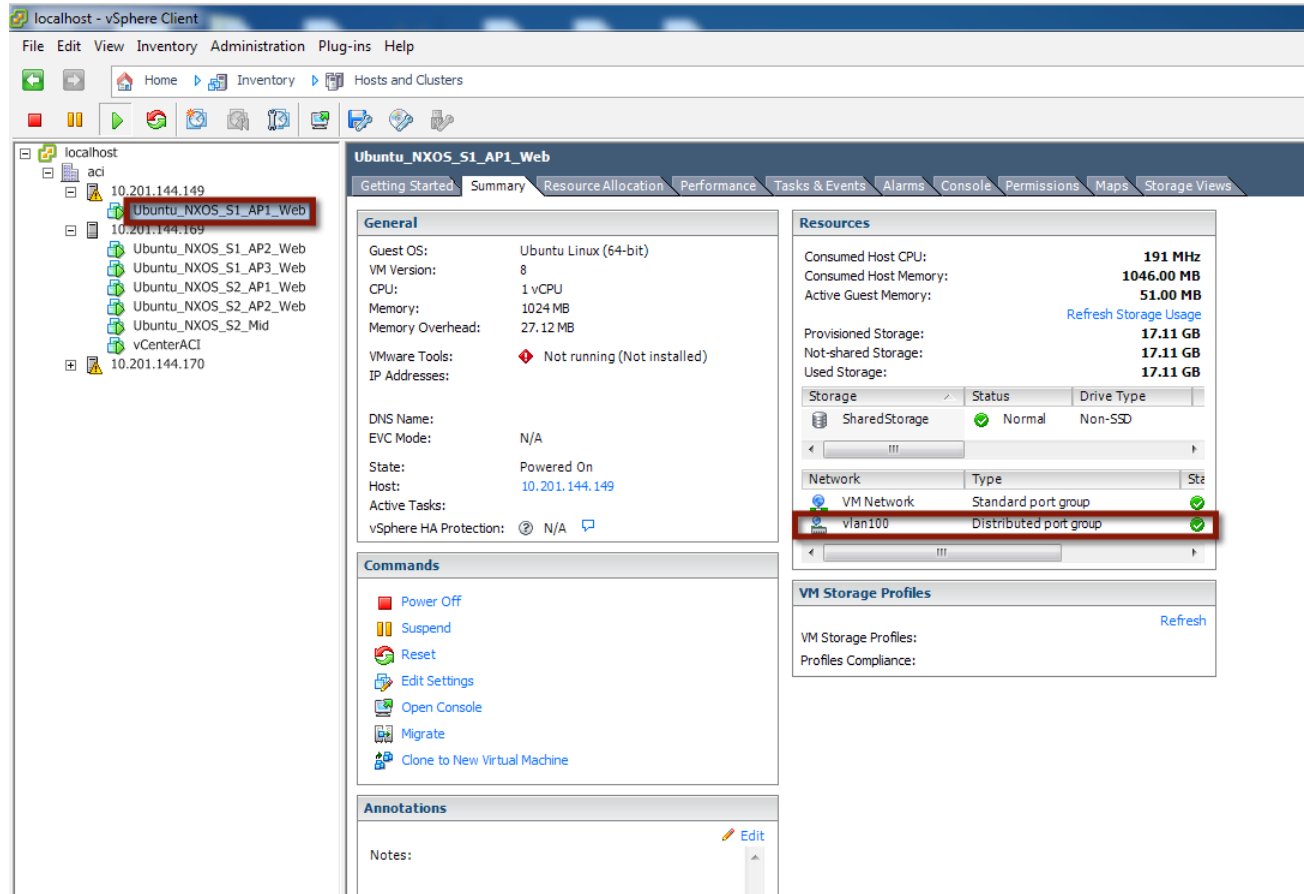 localhost - vSphere Client
File Edit View Inventory Administration Plug-ins Help
Home Inventory Hosts and Clusters
localhost
aci
10.201.144.149
Ubuntu_NXOS_S1_AP1_Web
10.201.144.169
Ubuntu_NXOS_S1_AP2_Web
Ubuntu_NXOS_S1_AP3_Web
Ubuntu_NXOS_S2_AP1_Web
Ubuntu_NXOS_S2_AP2_Web
Ubuntu_NXOS_S2_Mid
vCenterACI
10.201.144.170
Ubuntu_NXOS_S1_AP1_Web
Getting Started Summary Resource Allocation Performance Tasks & Events Alarms Console Permissions Maps Storage Views
General
Guest OS: Ubuntu Linux (64-bit)
VM Version: 8
CPU: 1 vCPU
Memory: 1024 MB
Memory Overhead: 27.12 MB
VMware Tools: Not running (Not installed)
IP Addresses:
DNS Name:
EVC Mode: N/A
State: Powered On
Host: 10.201.144.149
Active Tasks:
vSphere HA Protection: N/A
Commands
Power Off
Suspend
Reset
Edit Settings
Open Console
Migrate
Clone to New Virtual Machine
Annotations
Edit
Notes:
Resources
Consumed Host CPU: 191 MHz
Consumed Host Memory: 1046.00 MB
Active Guest Memory: 51.00 MB
Refresh Storage Usage
Provisioned Storage: 17.11 GB
Not-shared Storage: 17.11 GB
Used Storage: 17.11 GB
Storage Status Drive Type
SharedStorage Normal Non-SSD
Network Type Sta
VM Network Standard port group
vlan100 Distributed port group
VM Storage Profiles
Refresh
VM Storage Profiles:
Profiles Compliance: